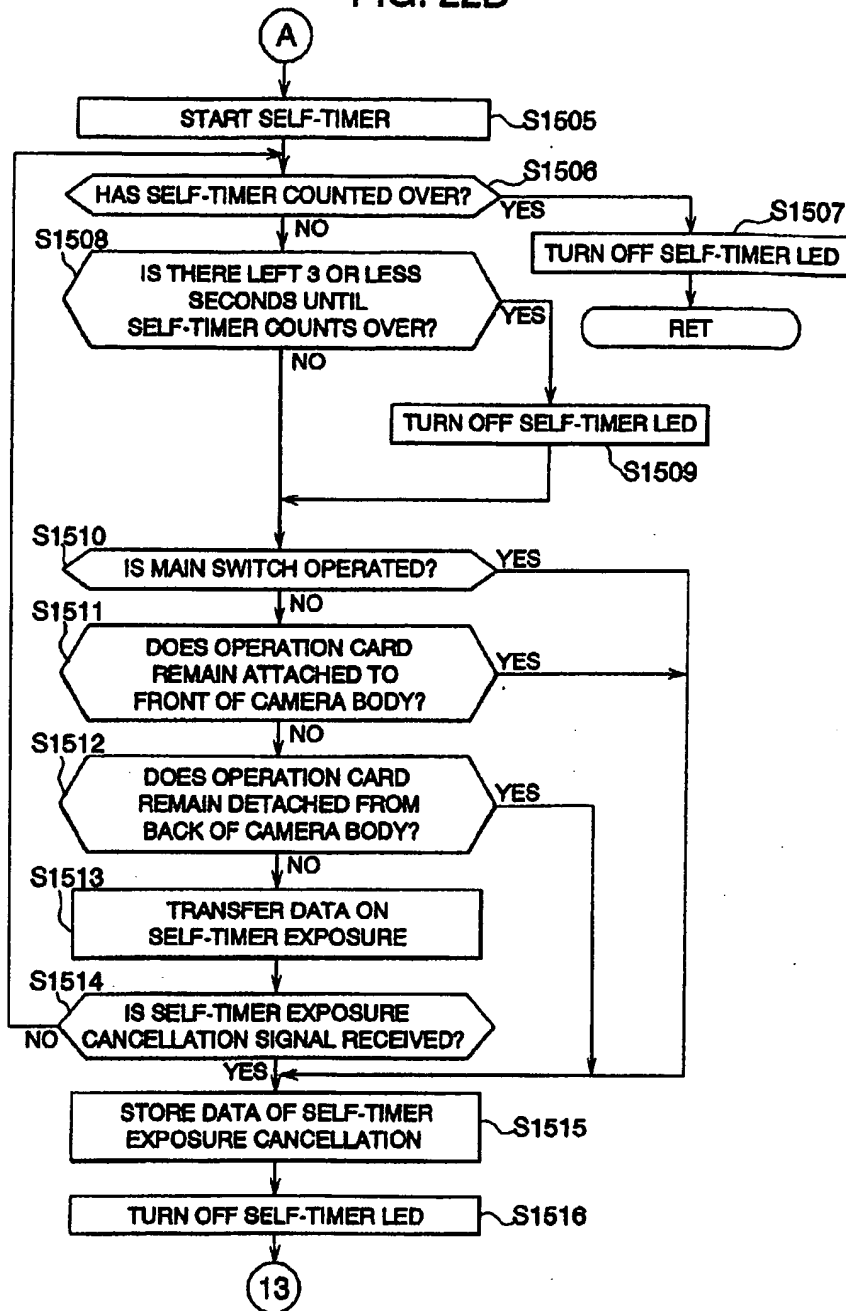 FIG. 22B
A
START SELF-TIMER
S1505
HAS SELF-TIMER COUNTED OVER?
S1506
YES
NO
S1507
TURN OFF SELF-TIMER LED
RET
S1508
IS THERE LEFT 3 OR LESS
SECONDS UNTIL
SELF-TIMER COUNTS OVER?
YES
NO
TURN OFF SELF-TIMER LED
S1509
S1510
IS MAIN SWITCH OPERATED?
YES
NO
S1511
DOES OPERATION CARD
REMAIN ATTACHED TO
FRONT OF CAMERA BODY?
YES
NO
S1512
DOES OPERATION CARD
REMAIN DETACHED FROM
BACK OF CAMERA BODY?
YES
NO
S1513
TRANSFER DATA ON
SELF-TIMER EXPOSURE
S1514
IS SELF-TIMER EXPOSURE
CANCELLATION SIGNAL RECEIVED?
NO
YES
STORE DATA OF SELF-TIMER
EXPOSURE CANCELLATION
S1515
TURN OFF SELF-TIMER LED
S1516
13